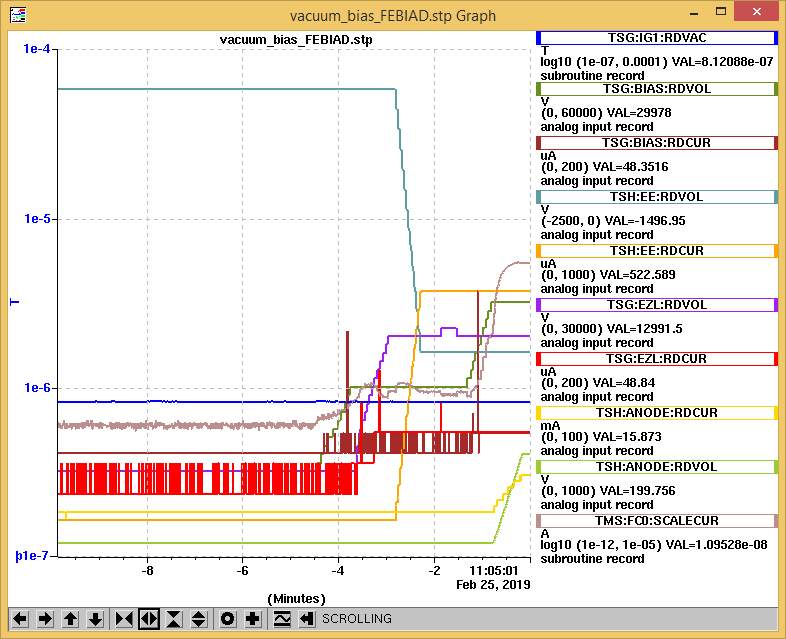 vacuum_bias_FEBIAD.stp Graph
vacuum_bias_FEBIAD.stp
1e-4
1e-5
T
1e-6
1e-7
-8
-6
-4
-2
11:05:01
Feb 25, 2019
(Minutes)
TSG:IG1:RDVAC
T
log10 (1e-07, 0.0001) VAL=8.12088e-07
subroutine record
TSG:BIAS:RDVOL
V
(0, 60000) VAL=29978
analog input record
TSG:BIAS:RDCUR
uA
(0, 200) VAL=48.3516
analog input record
TSH:EE:RDVOL
V
(-2500, 0) VAL=-1496.95
analog input record
TSH:EE:RDCUR
uA
(0, 1000) VAL=522.589
analog input record
TSG:EZL:RDVOL
V
(0, 30000) VAL=12991.5
analog input record
TSG:EZL:RDCUR
uA
(0, 200) VAL=48.84
analog input record
TSH:ANODE:RDCUR
mA
(0, 100) VAL=15.873
analog input record
TSH:ANODE:RDVOL
V
(0, 1000) VAL=199.756
analog input record
TMS:FC0:SCALECUR
A
log10 (1e-12, 1e-05) VAL=1.09528e-08
subroutine record
SCROLLING